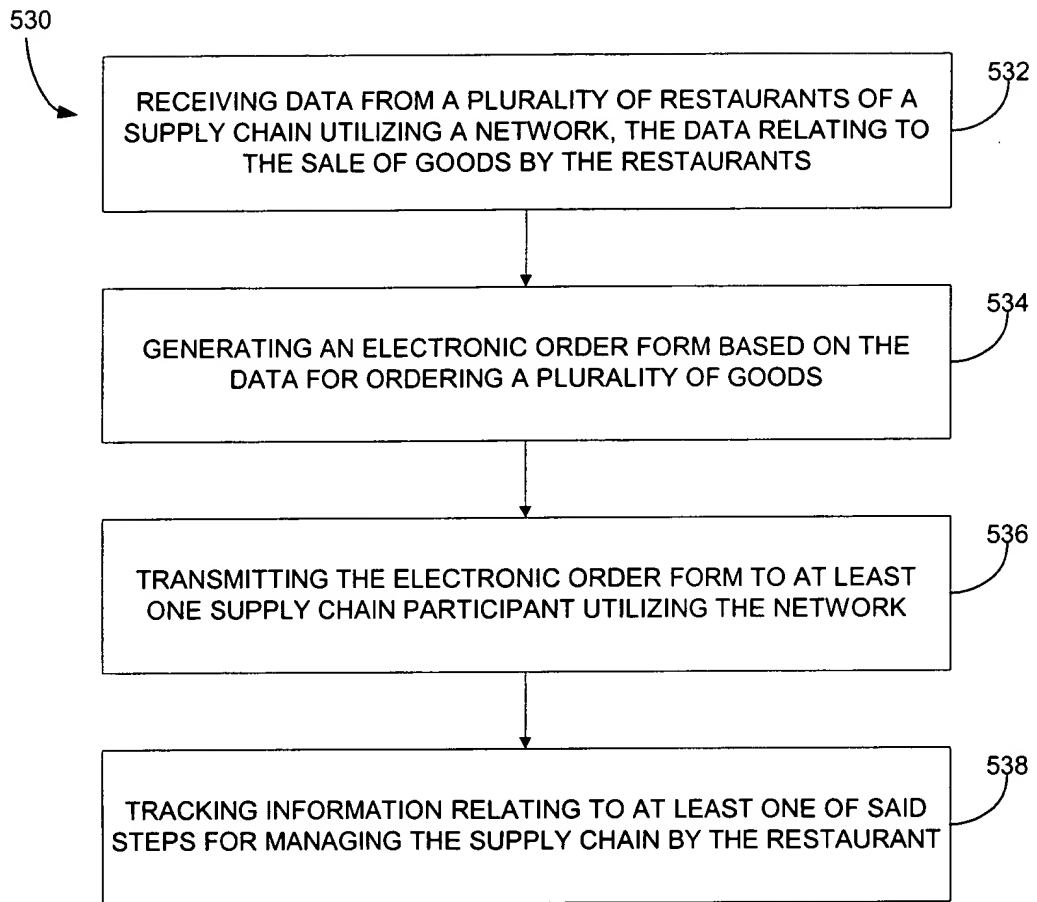 530
532
RECEIVING DATA FROM A PLURALITY OF RESTAURANTS OF A
SUPPLY CHAIN UTILIZING A NETWORK, THE DATA RELATING TO
THE SALE OF GOODS BY THE RESTAURANTS
534
GENERATING AN ELECTRONIC ORDER FORM BASED ON THE
DATA FOR ORDERING A PLURALITY OF GOODS
536
TRANSMITTING THE ELECTRONIC ORDER FORM TO AT LEAST
ONE SUPPLY CHAIN PARTICIPANT UTILIZING THE NETWORK
538
TRACKING INFORMATION RELATING TO AT LEAST ONE OF SAID
STEPS FOR MANAGING THE SUPPLY CHAIN BY THE RESTAURANT